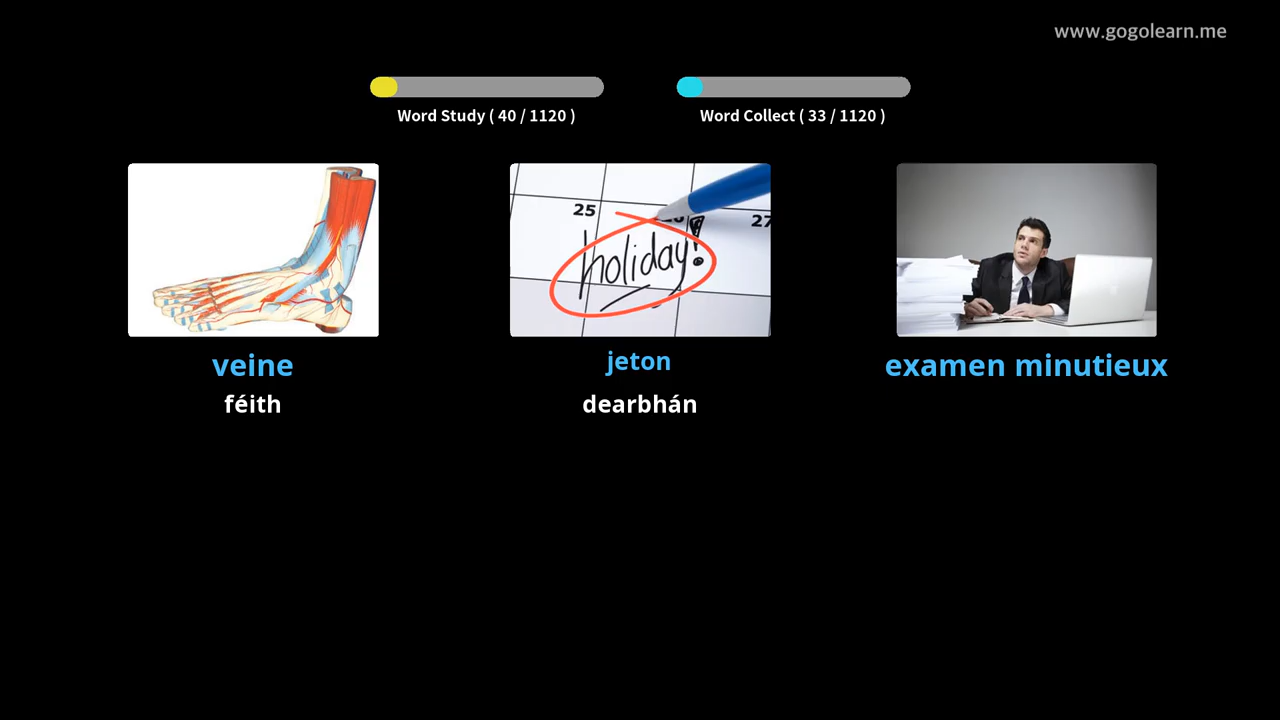 www.gogolearn.me
Word Study ( 40 / 1120 )
Word Collect ( 33 / 1120 )
25
27
holiday!
veine
jeton
examen minutieux
féith
dearbhán